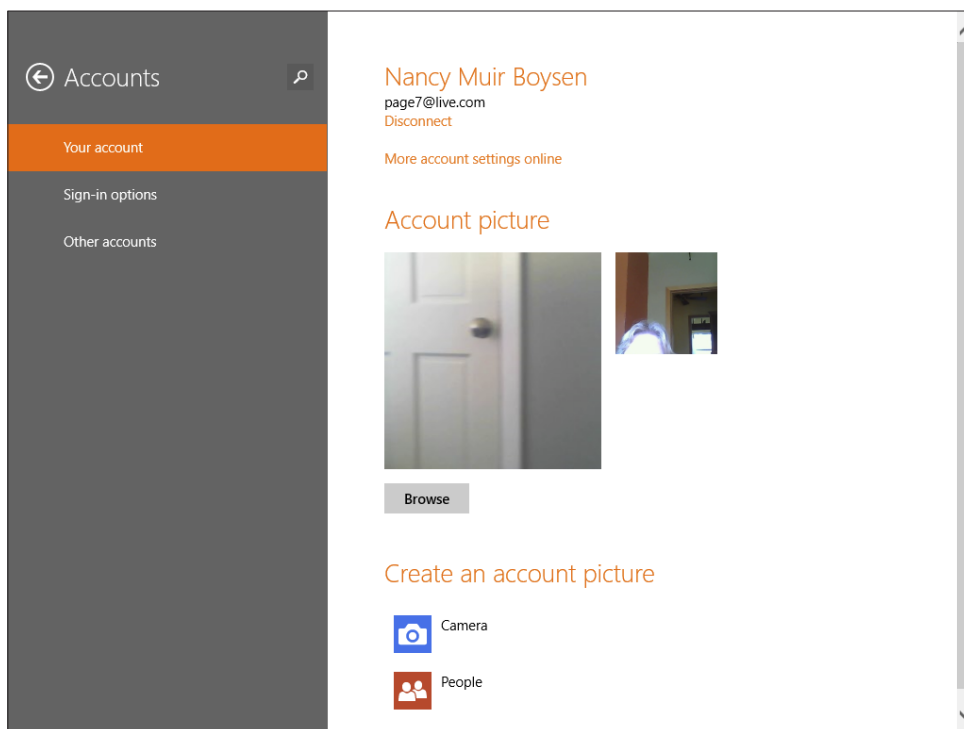 Accounts
Your account
Sign-in options
Other accounts
Nancy Muir Boysen
page7@live.com
Disconnect
More account settings online
Account picture
Browse
Create an account picture
Camera
People